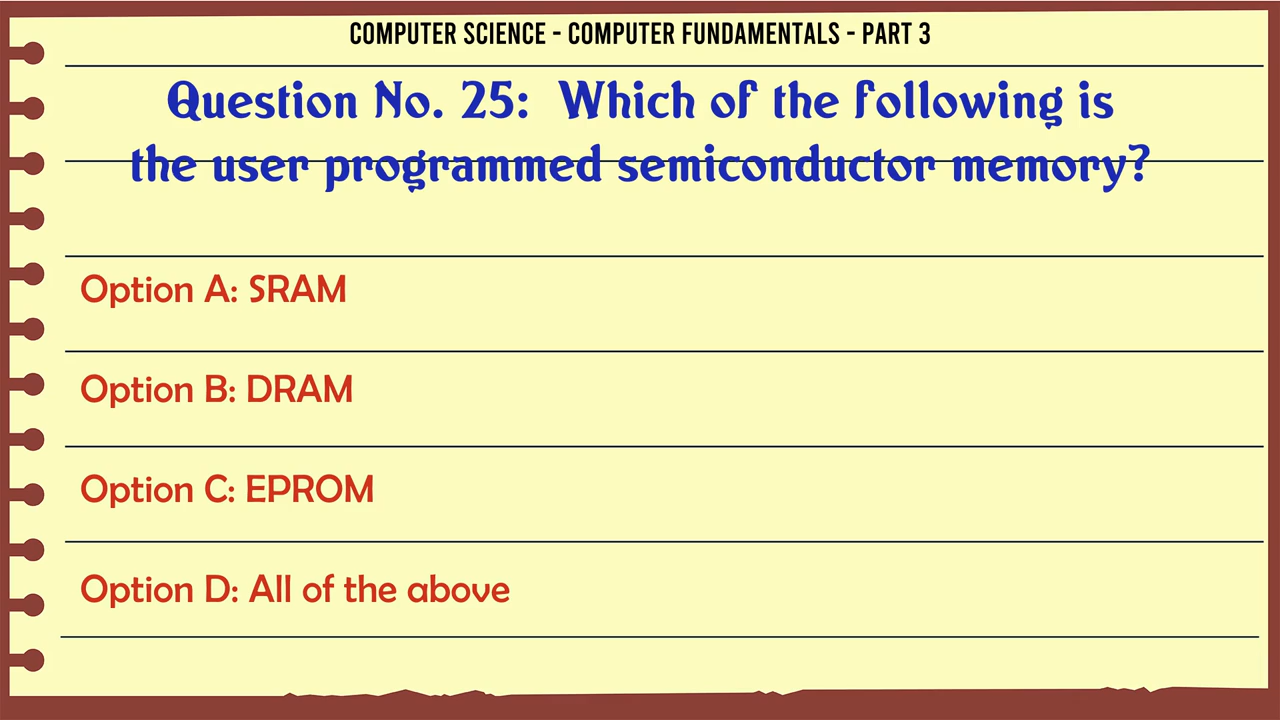 COMPUTER SCIENCE - COMPUTER FUNDAMENTALS - PART 3
Question No. 25: Which of the following is
the user programmed semiconductor memory?
Option A: SRAM
Option B: DRAM
Option C: EPROM
Option D: All of the above